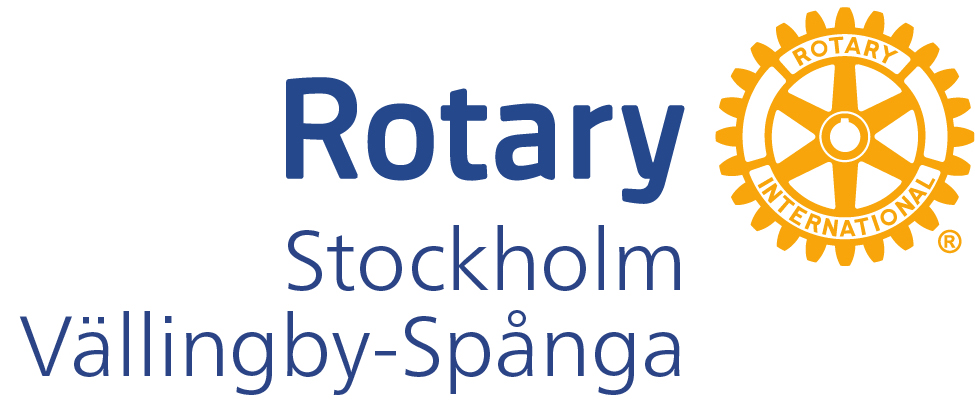 Rotary
Stockholm
Vällingby-Spånga
ROTARY
INTERNATIONAL
®